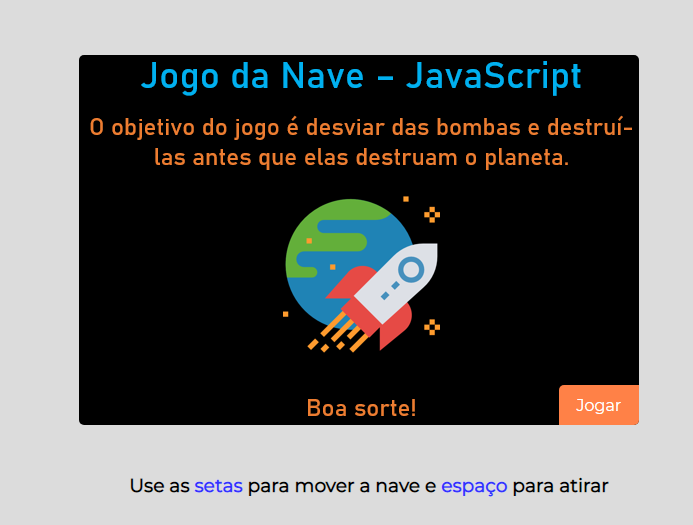 Jogo da Nave – JavaScript
O objetivo do jogo é desviar das bombas e destruí-
las antes que elas destruam o planeta.
Boa sorte!
Jogar
Use as setas para mover a nave e espaço para atirar